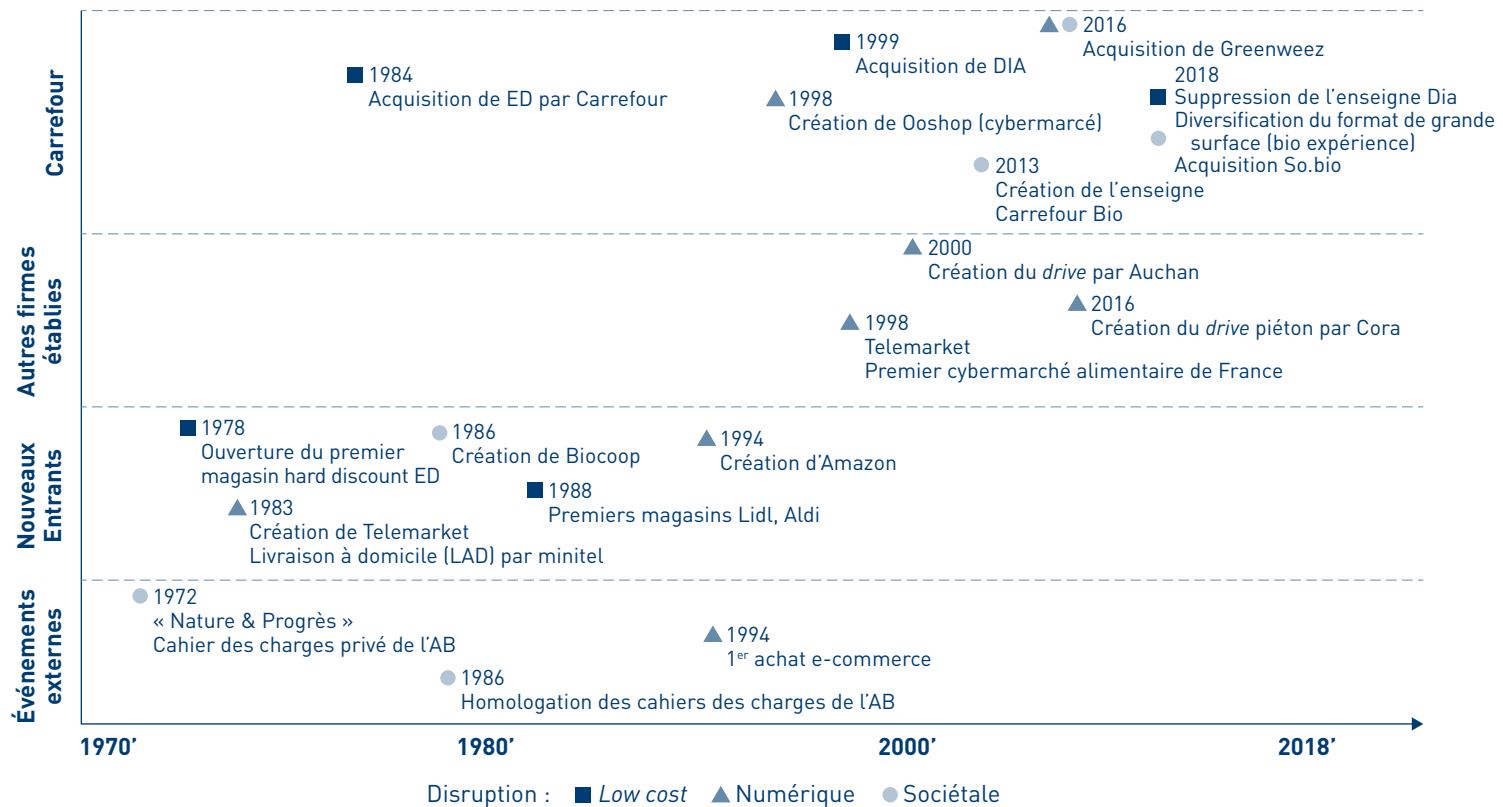 Carrefour
1984
Acquisition de ED par Carrefour
1999
Acquisition de DIA
1998
Création de Ooshop (cybermarcé)
2016
Acquisition de Greenweez
2018
Suppression de l’enseigne Dia
Diversification du format de grande
surface (bio expérience)
Acquisition So.bio
2013
Création de l’enseigne
Carrefour Bio
Autres firmes
établies
2000
Création du drive par Auchan
2016
Création du drive piéton par Cora
1998
Telemarket
Premier cybermarché alimentaire de France
Nouveaux
Entrants
1978
Ouverture du premier
magasin hard discount ED
1986
Création de Biocoop
1994
Création d’Amazon
1988
Premiers magasins Lidl, Aldi
1983
Création de Telemarket
Livraison à domicile (LAD) par minitel
Événements
externes
1972
« Nature & Progrès »
Cahier des charges privé de l’AB
1994
1er achat e-commerce
1986
Homologation des cahiers des charges de l’AB
1970’ 1980’ 2000’ 2018’
Disruption : Low cost Numérique Sociétale